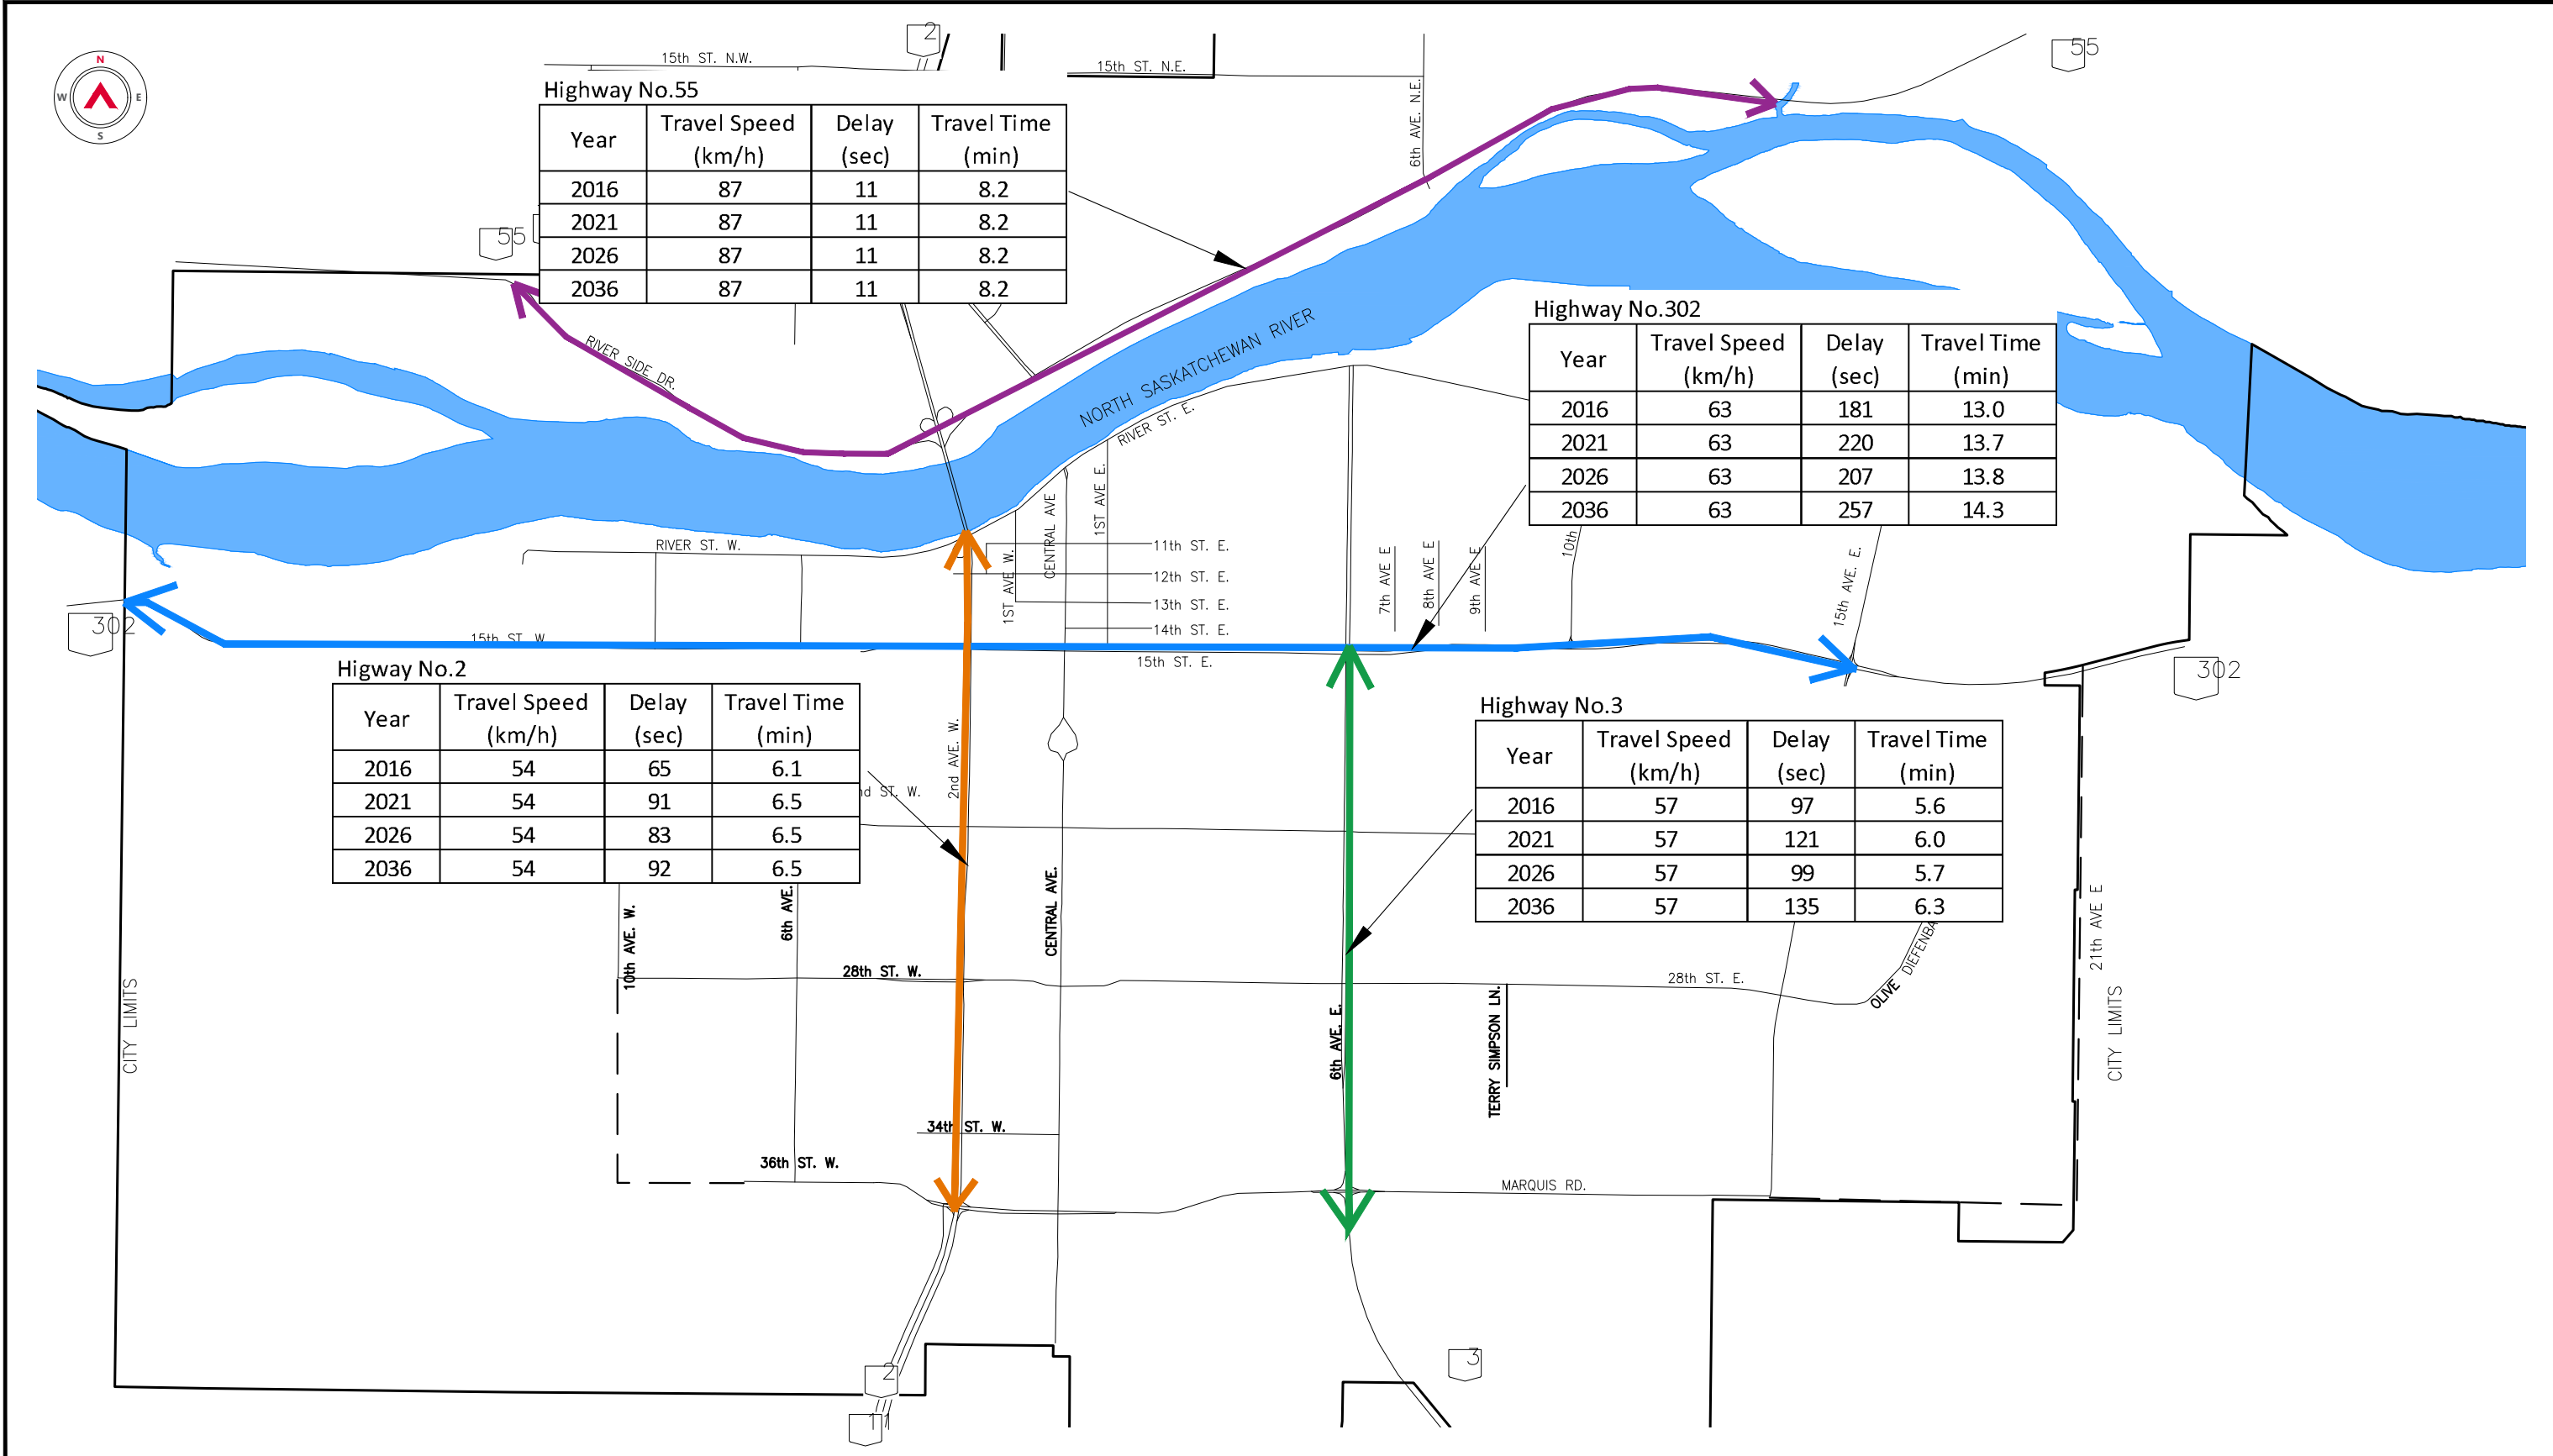 2
55
15th ST. N.W.
15th ST. N.E.
6th AVE. N.E.
N
W E
S
Highway No.55
Year Travel Speed (km/h) Delay (sec) Travel Time (min)
2016 87 11 8.2
2021 87 11 8.2
2026 87 11 8.2
2036 87 11 8.2
55
RIVER SIDE DR.
NORTH SASKATCHEWAN RIVER
RIVER ST. E.
Highway No.302
Year Travel Speed (km/h) Delay (sec) Travel Time (min)
2016 63 181 13.0
2021 63 220 13.7
2026 63 207 13.8
2036 63 257 14.3
RIVER ST. W.
1ST AVE W.
CENTRAL AVE
1ST AVE E.
11th ST. E.
12th ST. E.
13th ST. E.
14th ST. E.
7th AVE E
8th AVE E
9th AVE E
10th
15th AVE. E.
302
15th ST. W
15th ST. E.
302
Higway No.2
Year Travel Speed (km/h) Delay (sec) Travel Time (min)
2016 54 65 6.1
2021 54 91 6.5
2026 54 83 6.5
2036 54 92 6.5
nd ST. W.
2nd AVE. W.
Highway No.3
Year Travel Speed (km/h) Delay (sec) Travel Time (min)
2016 57 97 5.6
2021 57 121 6.0
2026 57 99 5.7
2036 57 135 6.3
10th AVE. W.
6th AVE.
CENTRAL AVE.
28th ST. W.
28th ST. E.
OLIVE DIEFENBA
21th AVE E
CITY LIMITS
CITY LIMITS
6th AVE. E.
TERRY SIMPSON LN.
34th ST. W.
36th ST. W.
MARQUIS RD.
2
11
3